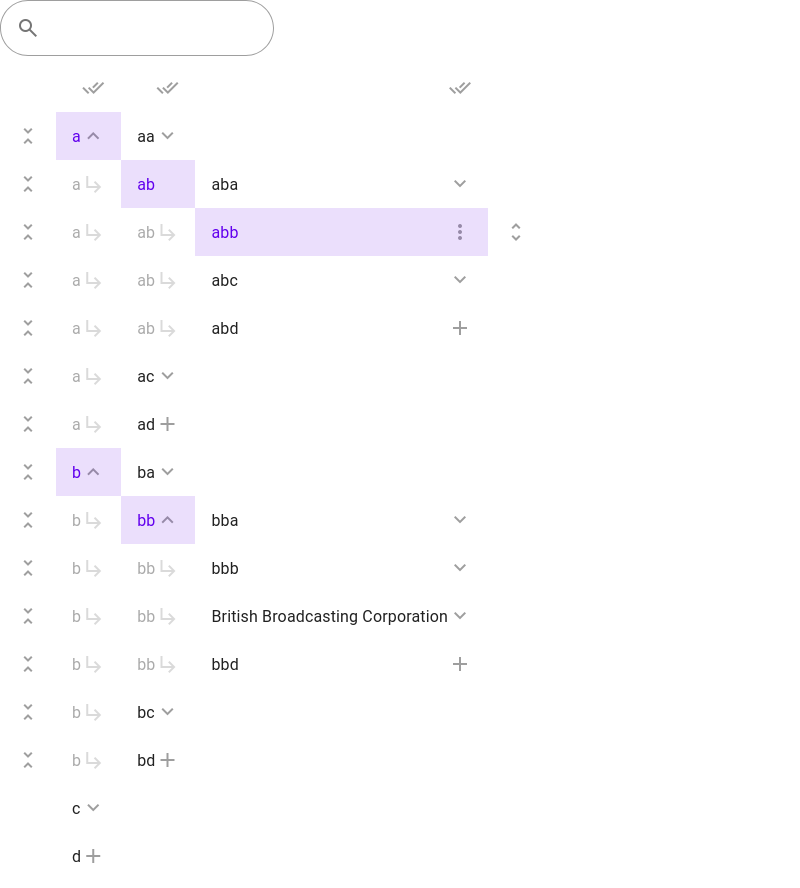 a aa
a ab aba
a ab abb
a ab abc
a ab abd
a ac
a ad
b ba
b bb bba
b bb bbb
b bb British Broadcasting Corporation
b bb bbd
b bc
b bd
c
d